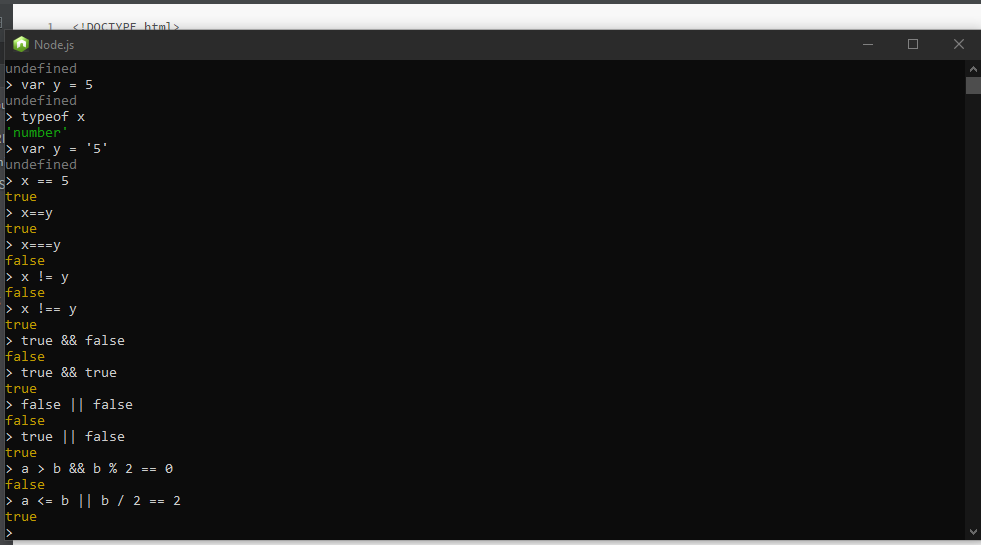 1 <!DOCTYPE html>
Node.js
undefined
> var y = 5
undefined
> typeof x
'number'
> var y = '5'
undefined
> x == 5
true
> x==y
true
> x===y
false
> x != y
false
> x !== y
true
> true && false
false
> true && true
true
> false || false
false
> true || false
true
> a > b && b % 2 == 0
false
> a <= b || b / 2 == 2
true
>